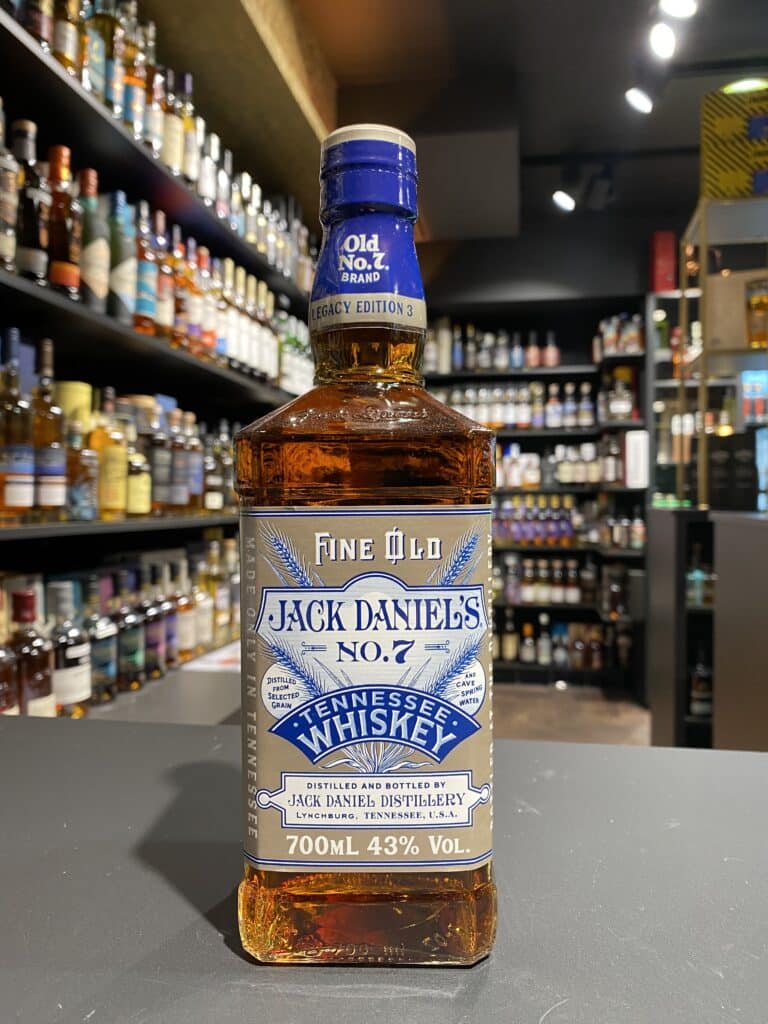 Old
No.7.
BRAND
LEGACY EDITION 3
FINE OLD
JACK DANIEL'S
NO.7
DISTILLED
FROM
SELECTED
GRAIN
AND
CAVE
SPRING
WATER
·TENNESSEE·
WHISKEY
DISTILLED AND BOTTLED BY
JACK DANIEL DISTILLERY
LYNCHBURG, TENNESSEE, U.S.A.
700ML 43% VOL.
MADE ONLY IN TENNESSEE